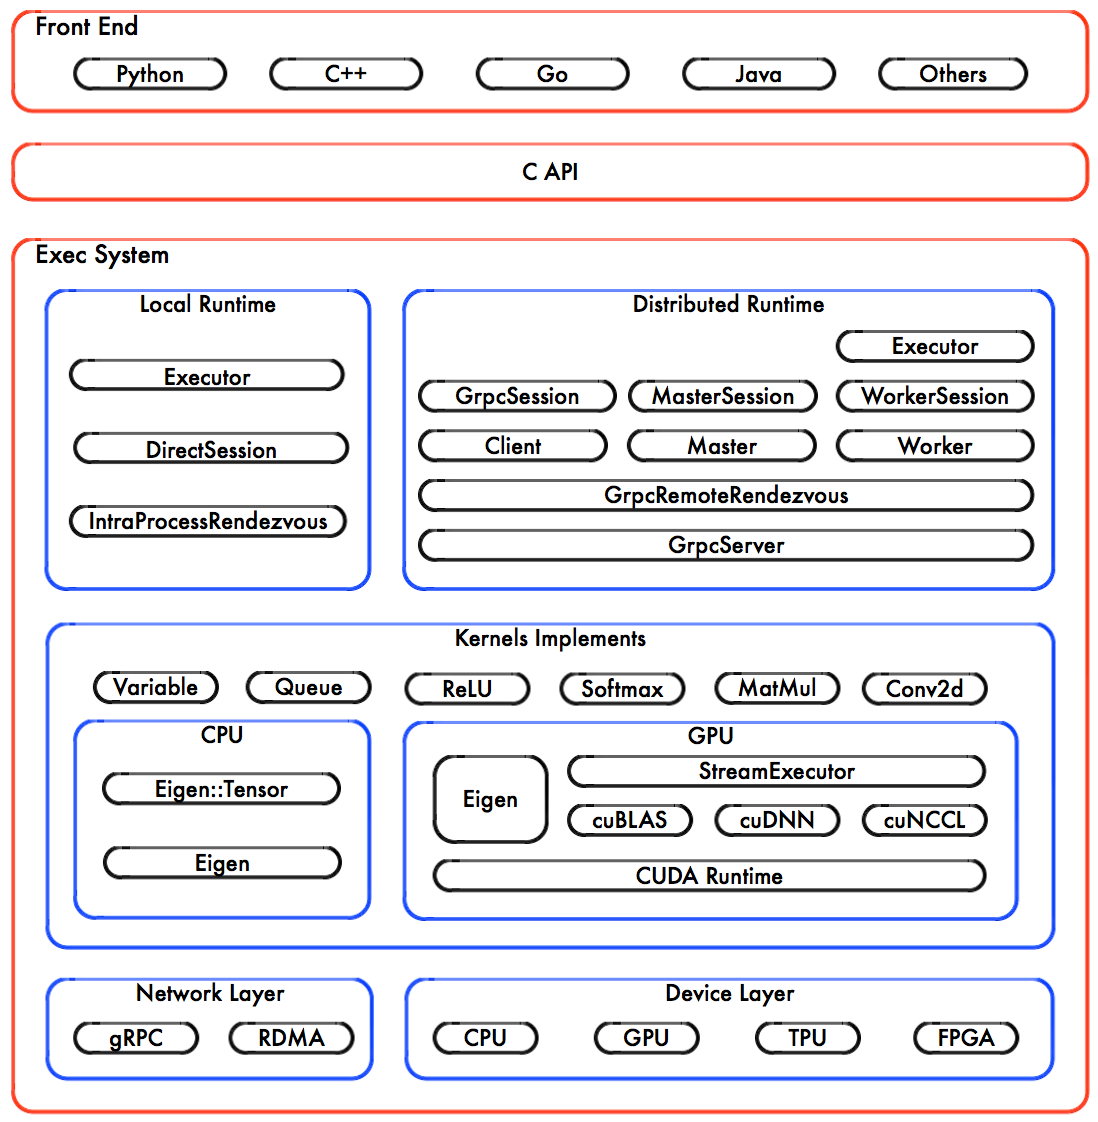 Front End
Python
C++
Go
Java
Others
C API
Exec System
Local Runtime
Executor
DirectSession
IntraProcessRendezvous
Distributed Runtime
Executor
GrpcSession
MasterSession
WorkerSession
Client
Master
Worker
GrpcRemoteRendezvous
GrpcServer
Kernels Implements
Variable
Queue
ReLU
Softmax
MatMul
Conv2d
CPU
Eigen::Tensor
Eigen
GPU
Eigen
StreamExecutor
cuBLAS
cuDNN
cuNCCL
CUDA Runtime
Network Layer
gRPC
RDMA
Device Layer
CPU
GPU
TPU
FPGA